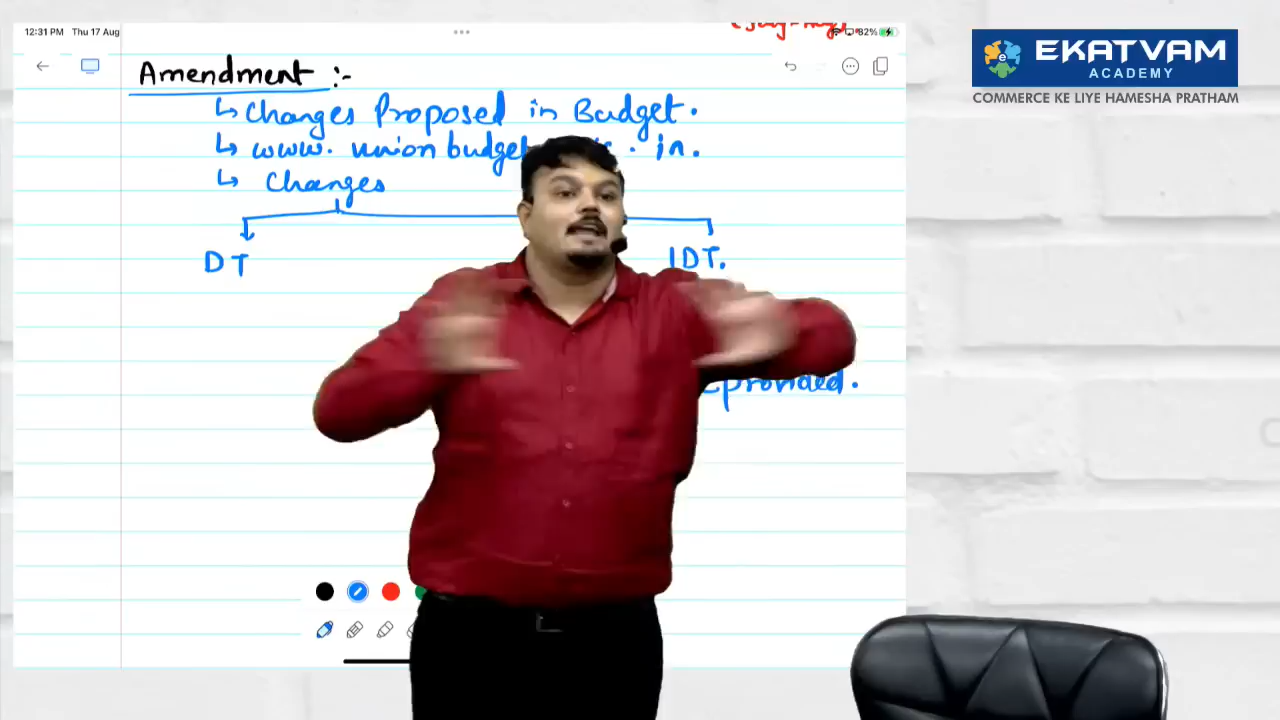 12:31 PM Thu 17 Aug
82%
EKATVAM
ACADEMY
COMMERCE KE LIYE HAMESHA PRATHAM
Amendment :-
↳ Changes Proposed in Budget.
↳ www. union budget . in.
↳ Changes
DT
IDT.